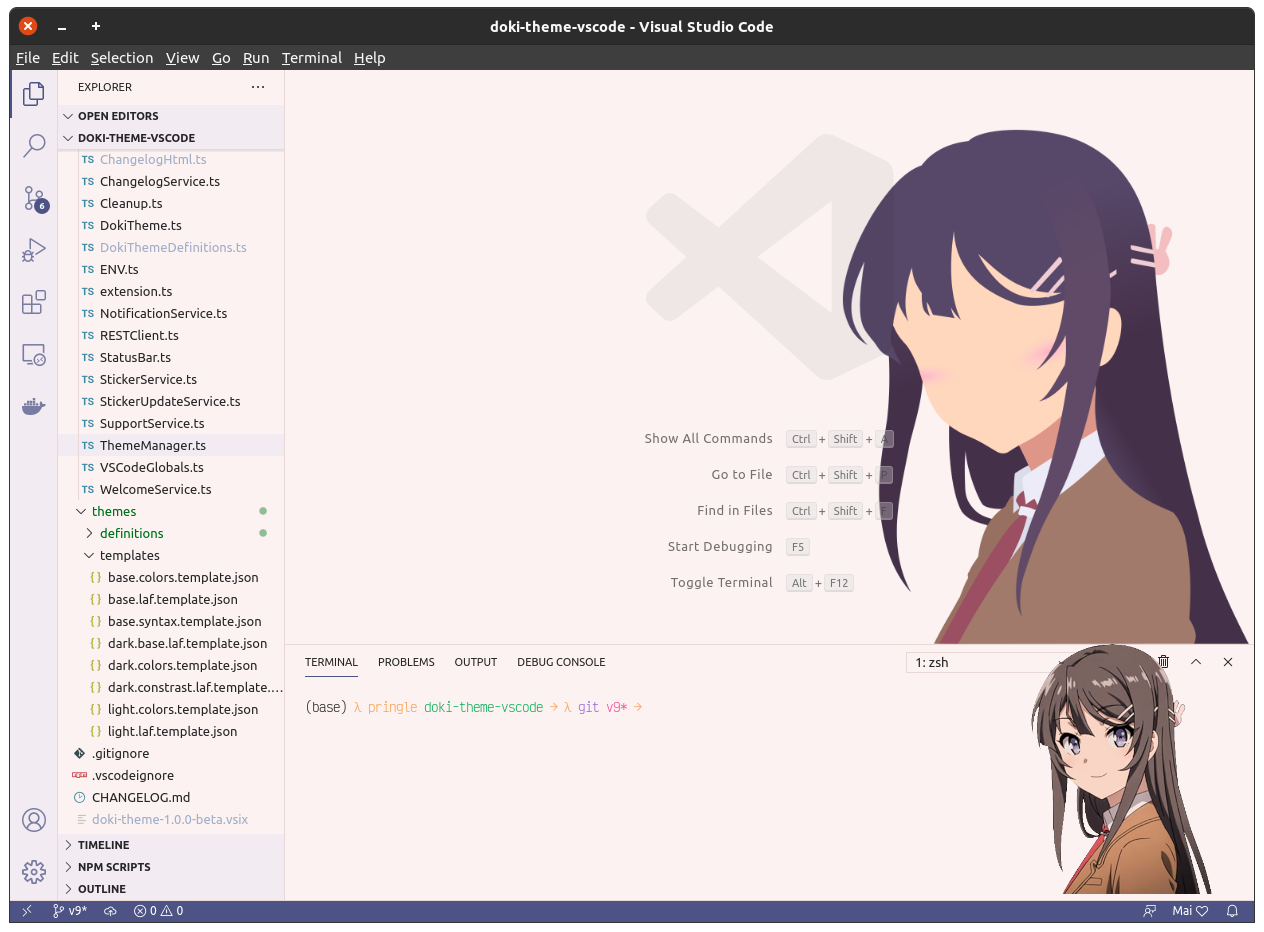 doki-theme-vscode - Visual Studio Code
File Edit Selection View Go Run Terminal Help
EXPLORER
OPEN EDITORS
DOKI-THEME-VSCODE
TS ChangelogHtml.ts
TS ChangelogService.ts
TS Cleanup.ts
TS DokiTheme.ts
TS DokiThemeDefinitions.ts
TS ENV.ts
TS extension.ts
TS NotificationService.ts
TS RESTClient.ts
TS StatusBar.ts
TS StickerService.ts
TS StickerUpdateService.ts
TS SupportService.ts
TS ThemeManager.ts
TS VSCodeGlobals.ts
TS WelcomeService.ts
themes
definitions
templates
{} base.colors.template.json
{} base.laf.template.json
{} base.syntax.template.json
{} dark.base.laf.template.json
{} dark.colors.template.json
{} dark.constrast.laf.template....
{} light.colors.template.json
{} light.laf.template.json
.gitignore
.vscodeignore
CHANGELOG.md
doki-theme-1.0.0-beta.vsix
TIMELINE
NPM SCRIPTS
OUTLINE
6
Show All Commands Ctrl + Shift + A
Go to File Ctrl + Shift + P
Find in Files Ctrl + Shift + F
Start Debugging F5
Toggle Terminal Alt + F12
TERMINAL PROBLEMS OUTPUT DEBUG CONSOLE
1: zsh
(base) λ pringle doki-theme-vscode → λ git v9* →
v9* 0 0
Mai♡